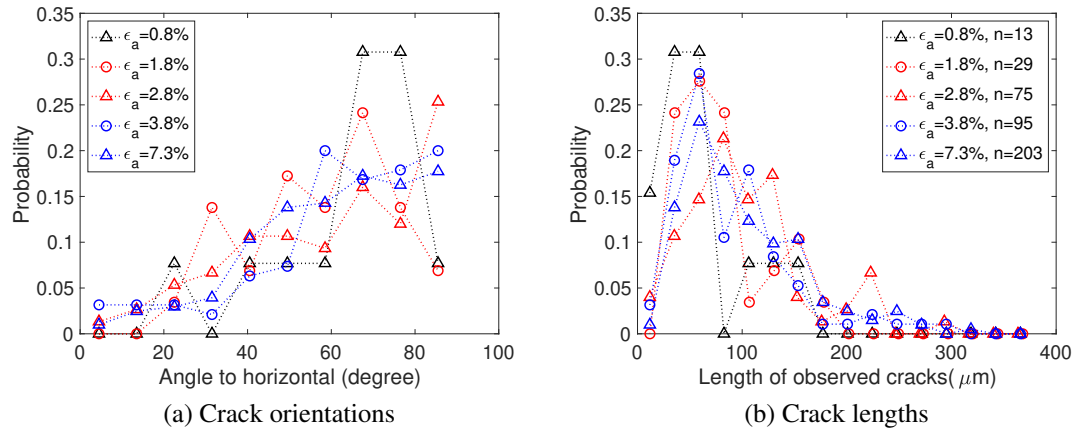 0.35
0.3
0.25
0.2
0.15
0.1
0.05
0
Probability
ϵa=0.8%
ϵa=1.8%
ϵa=2.8%
ϵa=3.8%
ϵa=7.3%
0 20 40 60 80 100
Angle to horizontal (degree)
(a) Crack orientations
0.35
0.3
0.25
0.2
0.15
0.1
0.05
0
Probability
ϵa=0.8%, n=13
ϵa=1.8%, n=29
ϵa=2.8%, n=75
ϵa=3.8%, n=95
ϵa=7.3%, n=203
0 100 200 300 400
Length of observed cracks( μm)
(b) Crack lengths